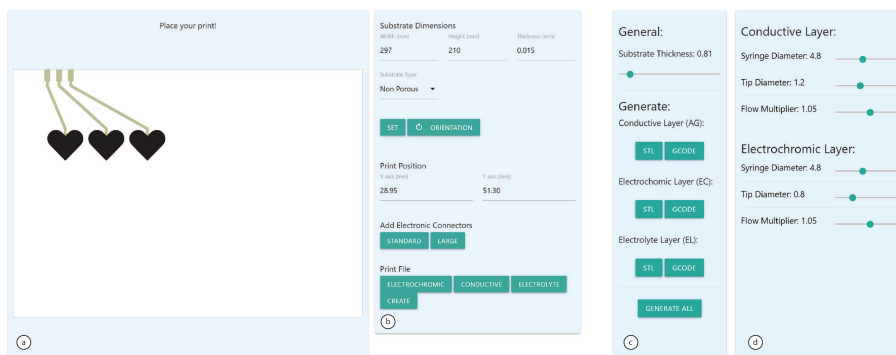 Place your print!
a
Substrate Dimensions
Width (mm) Height (mm) Thickness (mm)
297 210 0.015
Substrate Type:
Non Porous
SET ORIENTATION
Print Position
X axis (mm) Y axis (mm)
28.95 51.30
Add Electronic Connectors
STANDARD LARGE
Print File
ELECTROCHROMIC CONDUCTIVE ELECTROLYTE
CREATE
b
General:
Substrate Thickness: 0.81
Generate:
Conductive Layer (AG):
STL GCODE
Electrochomic Layer (EC):
STL GCODE
Electrolyte Layer (EL):
STL GCODE
GENERATE ALL
c
Conductive Layer:
Syringe Diameter: 4.8
Tip Diameter: 1.2
Flow Multiplier: 1.05
Electrochromic Layer:
Syringe Diameter: 4.8
Tip Diameter: 0.8
Flow Multiplier: 1.05
d